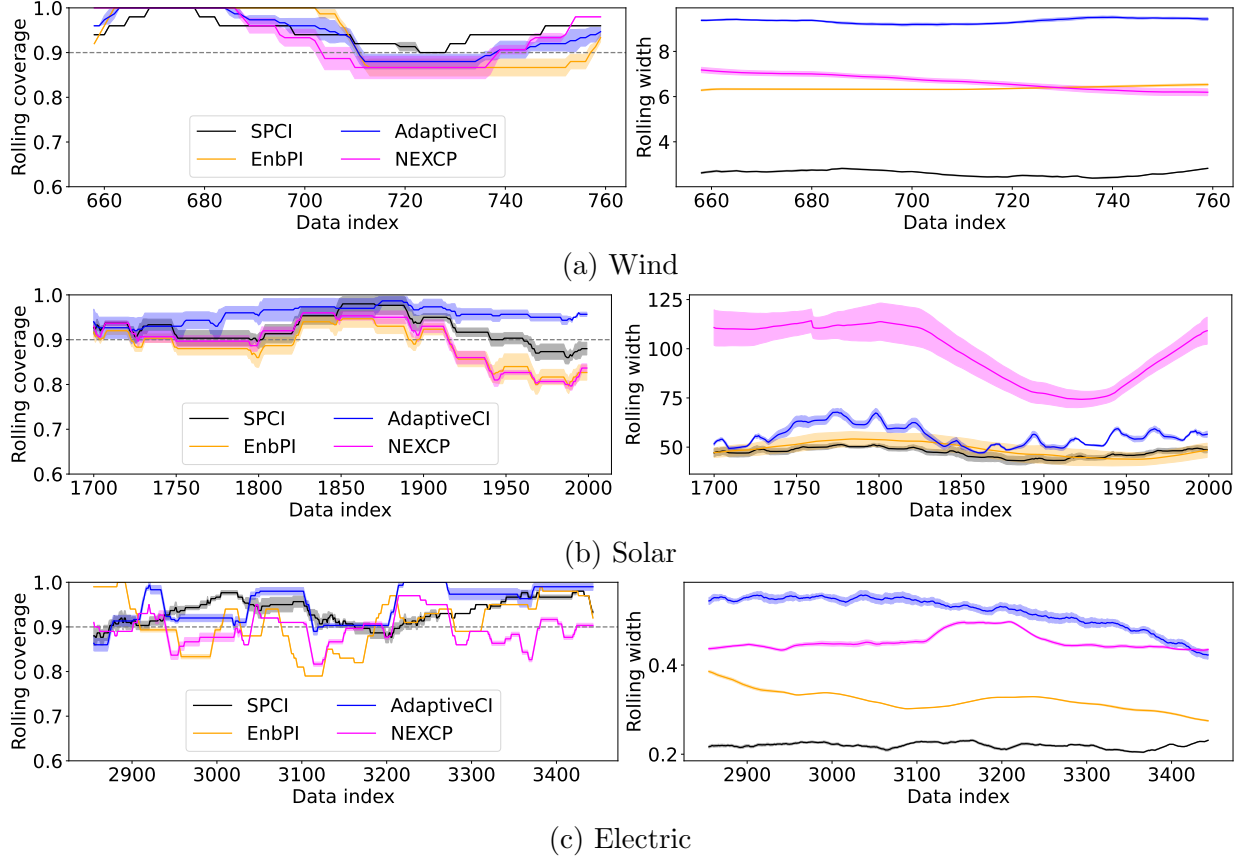 1.0
0.9
0.8
0.7
0.6
Rolling coverage
SPCI
EnbPI
AdaptiveCI
NEXCP
660 680 700 720 740 760
Data index
8
6
4
Rolling width
660 680 700 720 740 760
Data index
(a) Wind
1.0
0.9
0.8
0.7
0.6
Rolling coverage
SPCI
EnbPI
AdaptiveCI
NEXCP
1700 1750 1800 1850 1900 1950 2000
Data index
125
100
75
50
Rolling width
1700 1750 1800 1850 1900 1950 2000
Data index
(b) Solar
1.0
0.9
0.8
0.7
0.6
Rolling coverage
SPCI
EnbPI
AdaptiveCI
NEXCP
2900 3000 3100 3200 3300 3400
Data index
0.4
0.2
Rolling width
2900 3000 3100 3200 3300 3400
Data index
(c) Electric